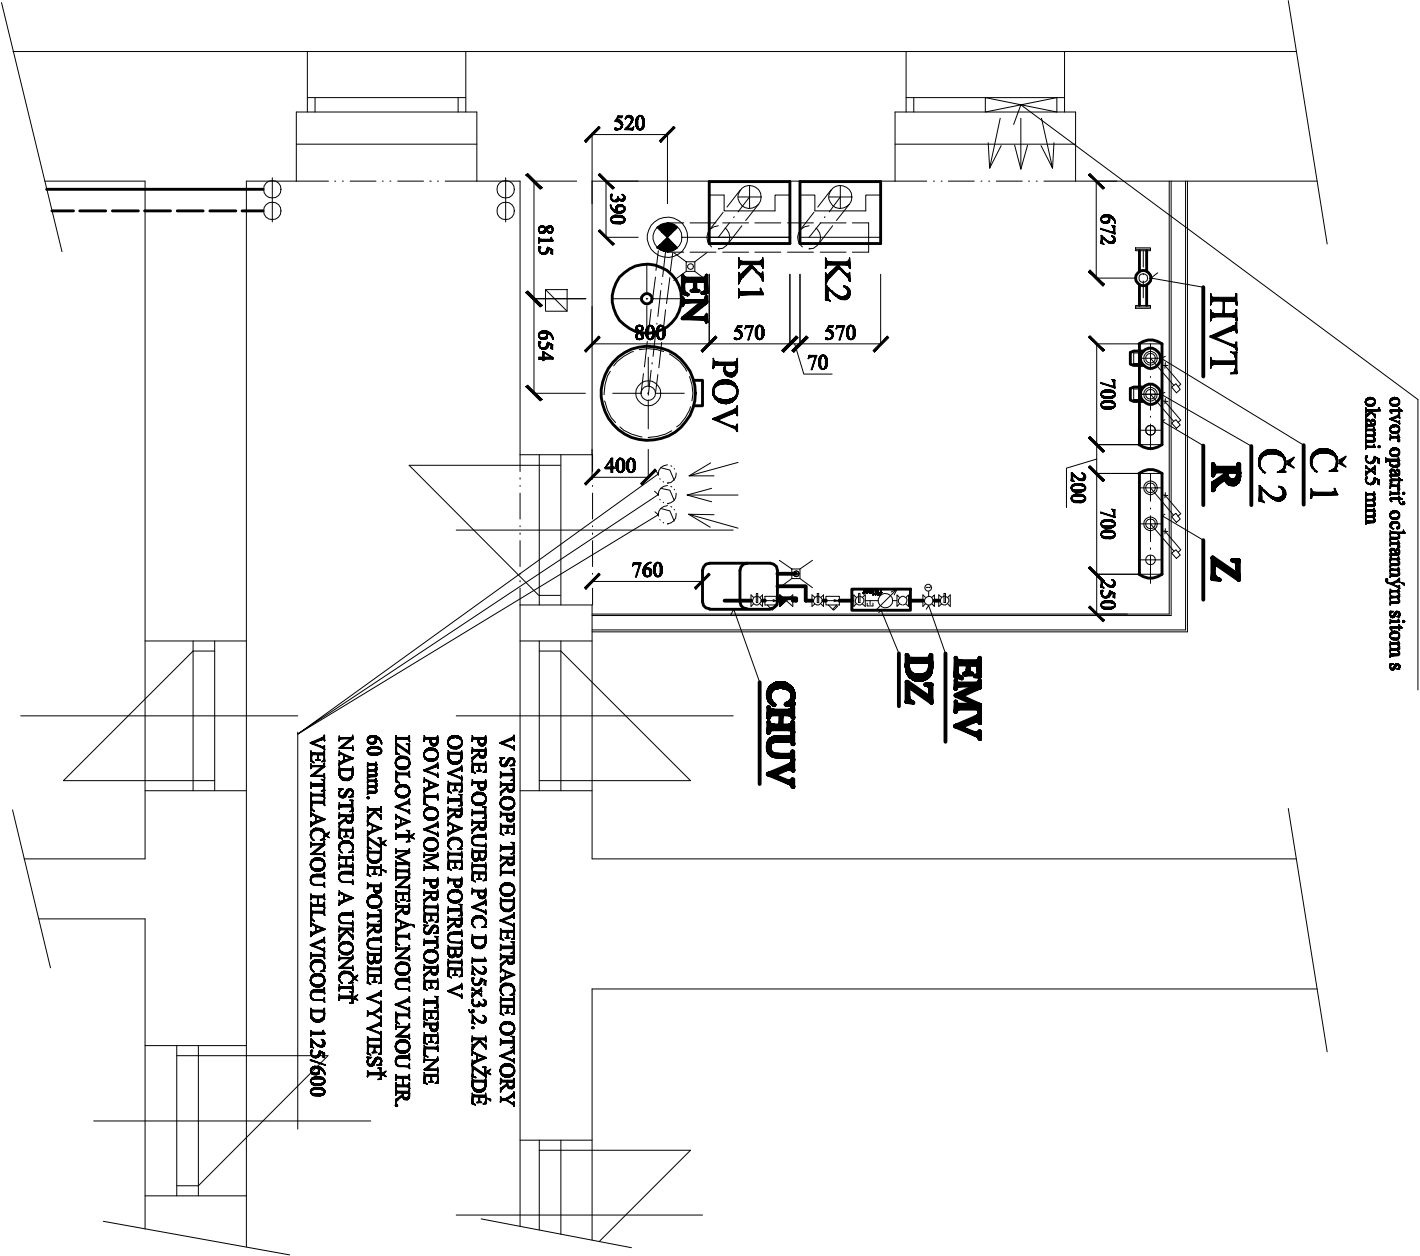 otvor opatriť ochranným sitom s
okami 5x5 mm
HVT
Č 1
Č 2
R
Z
672
700
200
700
250
520
390
815
654
K1
K2
EN
POV
800
570
570
70
400
760
EMV
DZ
CHUV
V STROPE TRI ODVETRACIE OTVORY
PRE POTRUBIE PVC D 125x3,2. KAŽDÉ
ODVETRACIE POTRUBIE V
POVALOVOM PRIESTORE TEPELNE
IZOLOVAŤ MINERÁLNOU VLNOU HR.
60 mm. KAŽDÉ POTRUBIE VYVIESŤ
NAD STRECHU A UKONČIŤ
VENTILAČNOU HLAVICOU D 125/600